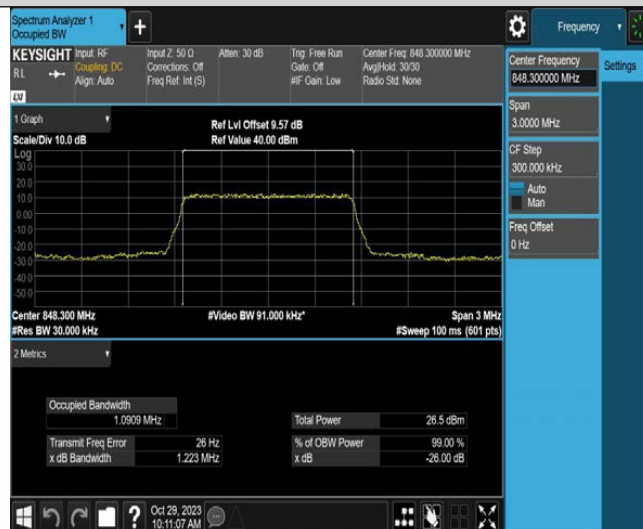 Spectrum Analyzer 1
Occupied BW
Frequency
KEYSIGHT
RL
LXI
Input: RF
Coupling: DC
Align: Auto
Input Z: 50 Ω
Corrections: Off
Freq Ref: Int (S)
Atten: 30 dB
Trig: Free Run
Gate: Off
#IF Gain: Low
Center Freq: 848.300000 MHz
Avg|Hold: 30/30
Radio Std: None
Center Frequency
848.300000 MHz
Settings
Span
3.0000 MHz
CF Step
300.000 kHz
Auto
Man
Freq Offset
0 Hz
1 Graph
Scale/Div 10.0 dB
Ref Lvl Offset 9.57 dB
Ref Value 40.00 dBm
Log
30.0
20.0
10.0
0.00
-10.0
-20.0
-30.0
-40.0
-50.0
Center 848.300 MHz
#Video BW 91.000 kHz*
Span 3 MHz
#Res BW 30.000 kHz
#Sweep 100 ms (601 pts)
2 Metrics
Occupied Bandwidth
1.0909 MHz
Total Power 26.5 dBm
Transmit Freq Error 26 Hz
% of OBW Power 99.00 %
x dB Bandwidth 1.223 MHz
x dB -26.00 dB
?
Oct 29, 2023
10:11:07 AM